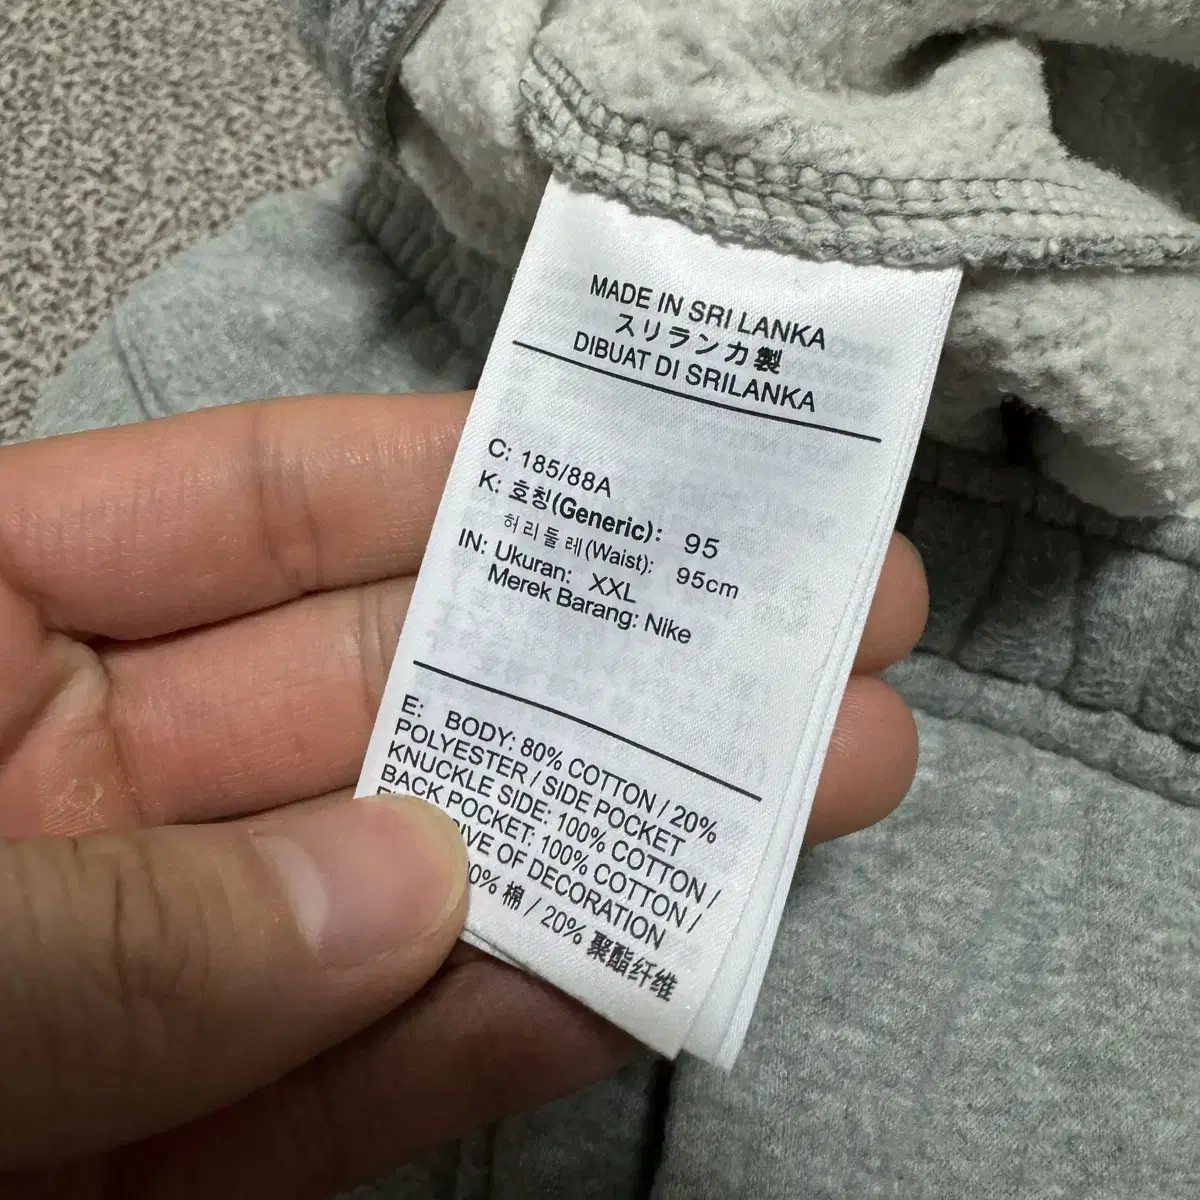 MADE IN SRI LANKA
スリランカ製
DIBUAT DI SRILANKA
C: 185/88A
K: 호칭(Generic): 95
허리둘레(Waist): 95cm
IN: Ukuran: XXL
Merek Barang: Nike
E: BODY: 80% COTTON / 20%
POLYESTER / SIDE POCKET
KNUCKLE SIDE: 100% COTTON /
BACK POCKET: 100% COTTON /
OF DECORATION
棉 / 20% 聚酯纤维